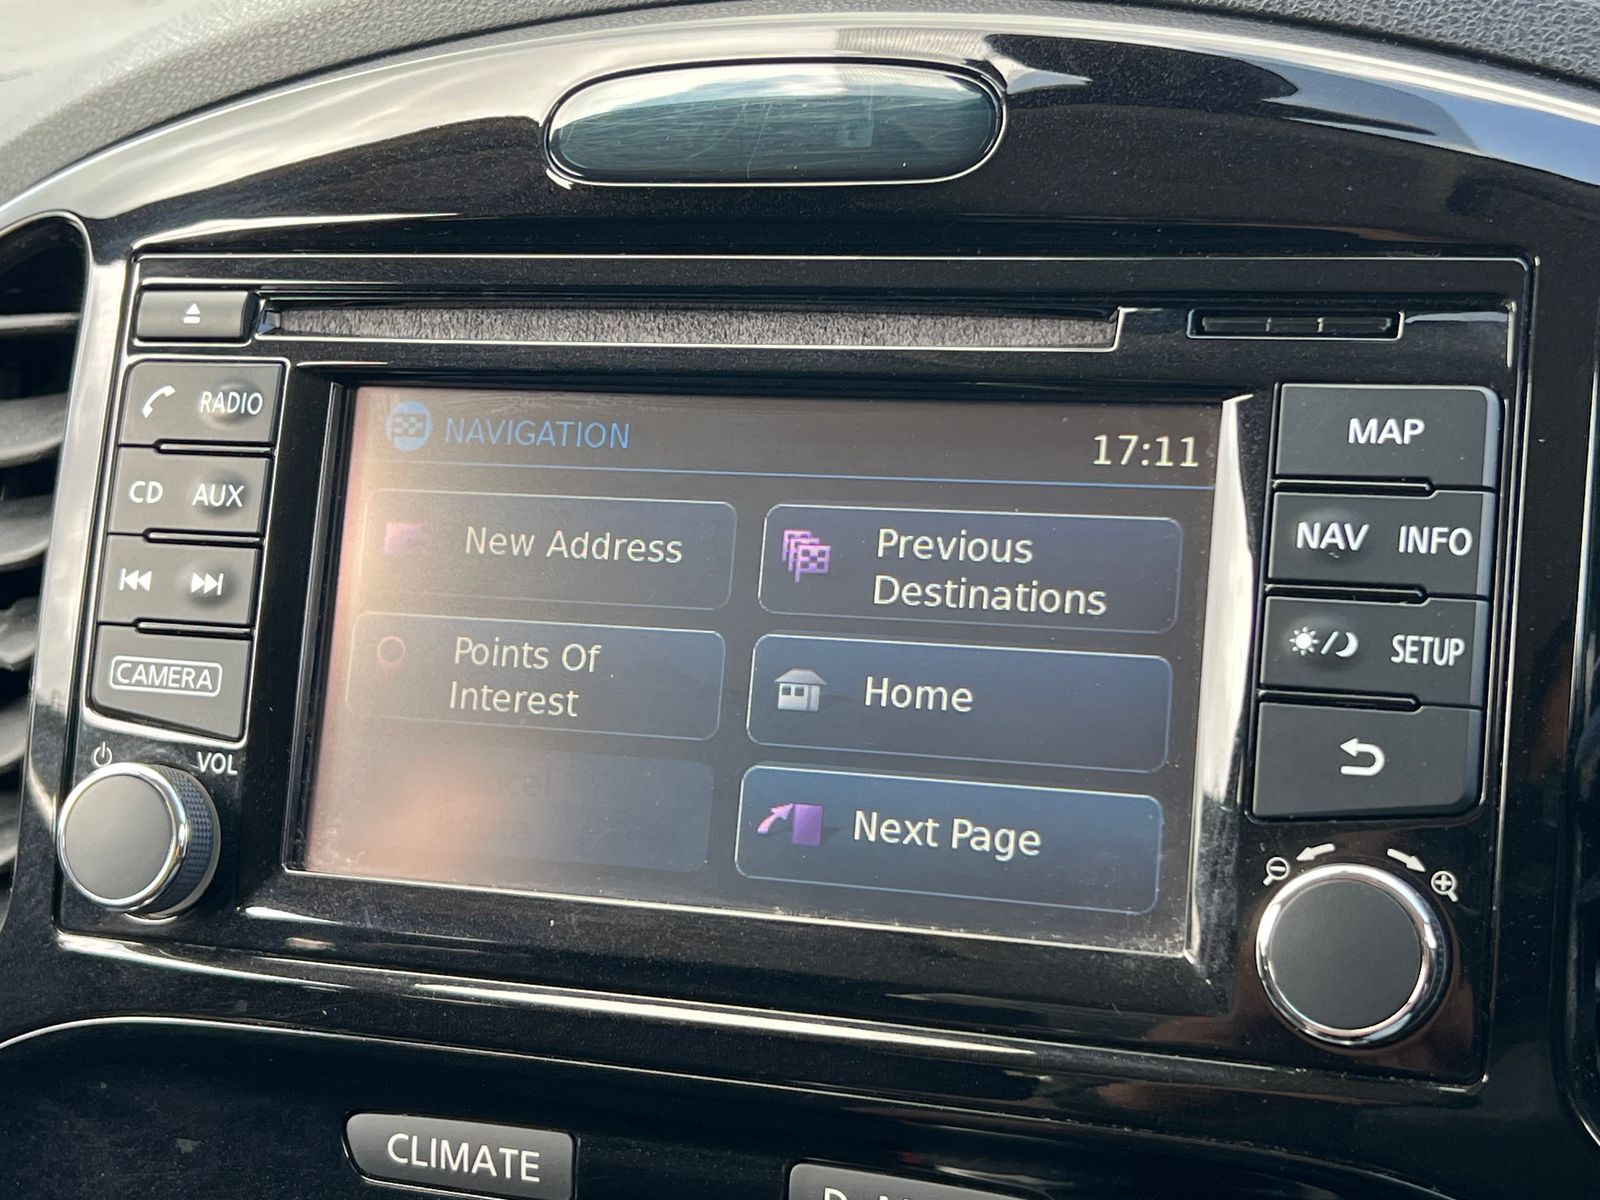 RADIO
CD AUX
CAMERA
VOL
NAVIGATION
17:11
New Address
Previous
Destinations
Points Of
Interest
Home
Next Page
MAP
NAV INFO
SETUP
CLIMATE